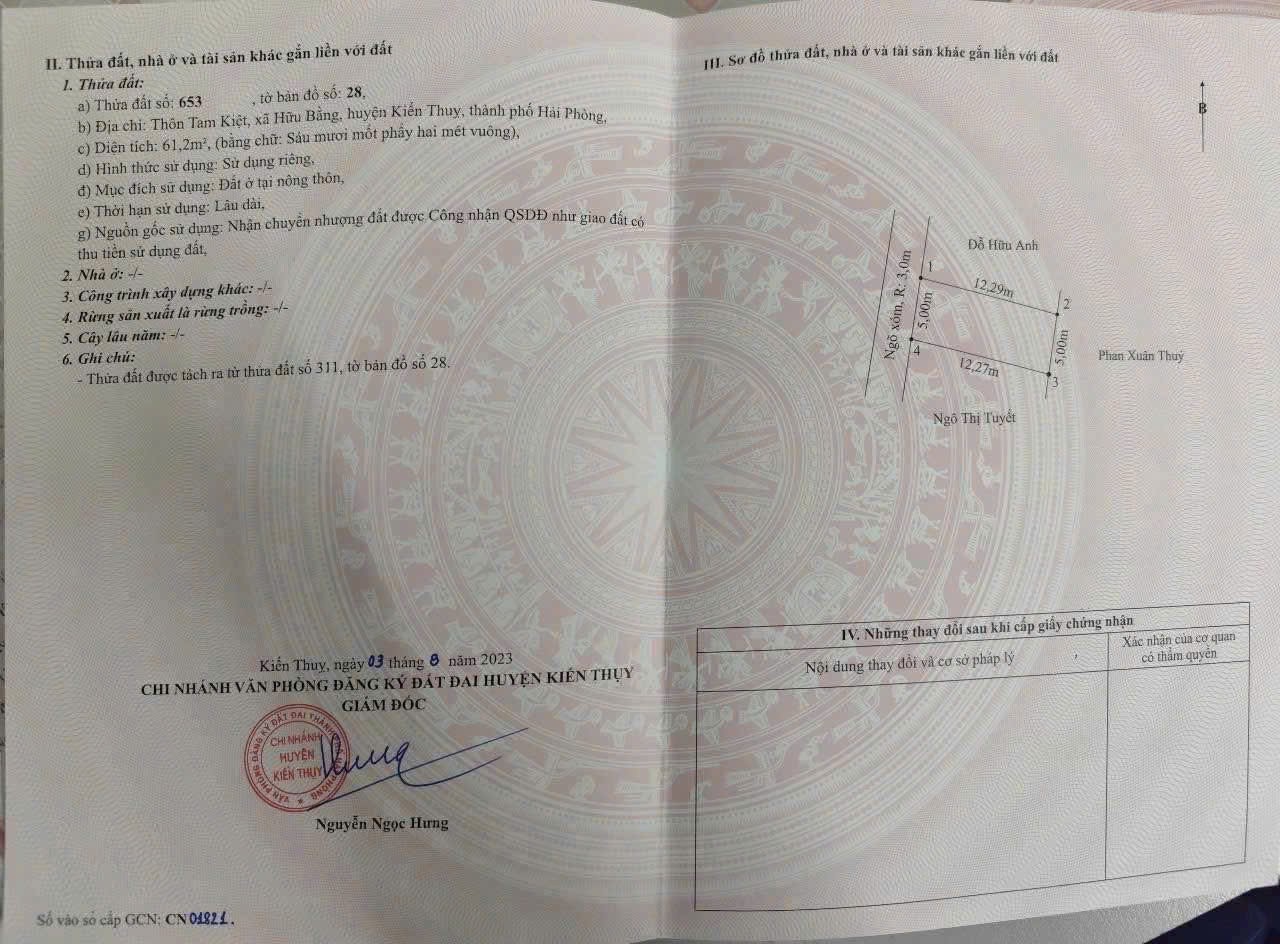 II. Thửa đất, nhà ở và tài sản khác gắn liền với đất
1. Thửa đất:
a) Thửa đất số: 653 , tờ bản đồ số: 28,
b) Địa chỉ: Thôn Tam Kiệt, xã Hữu Bằng, huyện Kiến Thuỵ, thành phố Hải Phòng,
c) Diện tích: 61,2m², (bằng chữ: Sáu mươi mốt phẩy hai mét vuông),
d) Hình thức sử dụng: Sử dụng riêng,
đ) Mục đích sử dụng: Đất ở tại nông thôn,
e) Thời hạn sử dụng: Lâu dài,
g) Nguồn gốc sử dụng: Nhận chuyển nhượng đất được Công nhận QSDĐ như giao đất có
thu tiền sử dụng đất,
2. Nhà ở: -/-
3. Công trình xây dựng khác: -/-
4. Rừng sản xuất là rừng trồng: -/-
5. Cây lâu năm: -/-
6. Ghi chú:
- Thửa đất được tách ra từ thửa đất số 311, tờ bản đồ số 28.
Kiến Thuỵ, ngày 03 tháng 8 năm 2023
CHI NHÁNH VĂN PHÒNG ĐĂNG KÝ ĐẤT ĐAI HUYỆN KIẾN THỤY
GIÁM ĐỐC
CHI NHÁNH
HUYỆN
KIẾN THỤY
Nguyễn Ngọc Hưng
Số vào sổ cấp GCN: CN 01821.
III. Sơ đồ thửa đất, nhà ở và tài sản khác gắn liền với đất
B
Đỗ Hữu Anh
Ngõ xóm, R: 3,0m
1
12,29m
2
5,00m
5,00m
Phan Xuân Thuỷ
4
12,27m
3
Ngô Thị Tuyết
IV. Những thay đổi sau khi cấp giấy chứng nhận
Nội dung thay đổi và cơ sở pháp lý
Xác nhận của cơ quan
có thẩm quyền